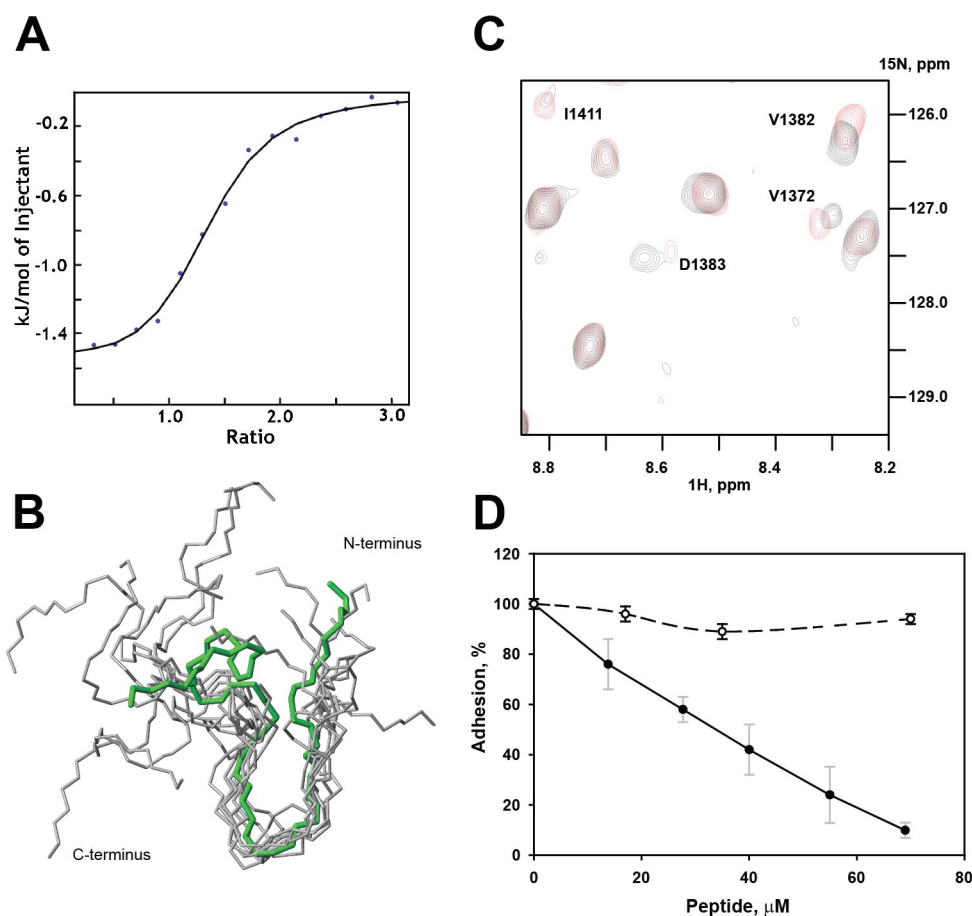 A
kJ/mol of Injectant
-0.2
-0.6
-1.0
-1.4
1.0 2.0 3.0
Ratio
B
N-terminus
C-terminus
C
15N, ppm
I1411
V1382
V1372
D1383
126.0
127.0
128.0
129.0
8.8 8.6 8.4 8.2
1H, ppm
D
Adhesion, %
120
100
80
60
40
20
0
0 20 40 60 80
Peptide, μM